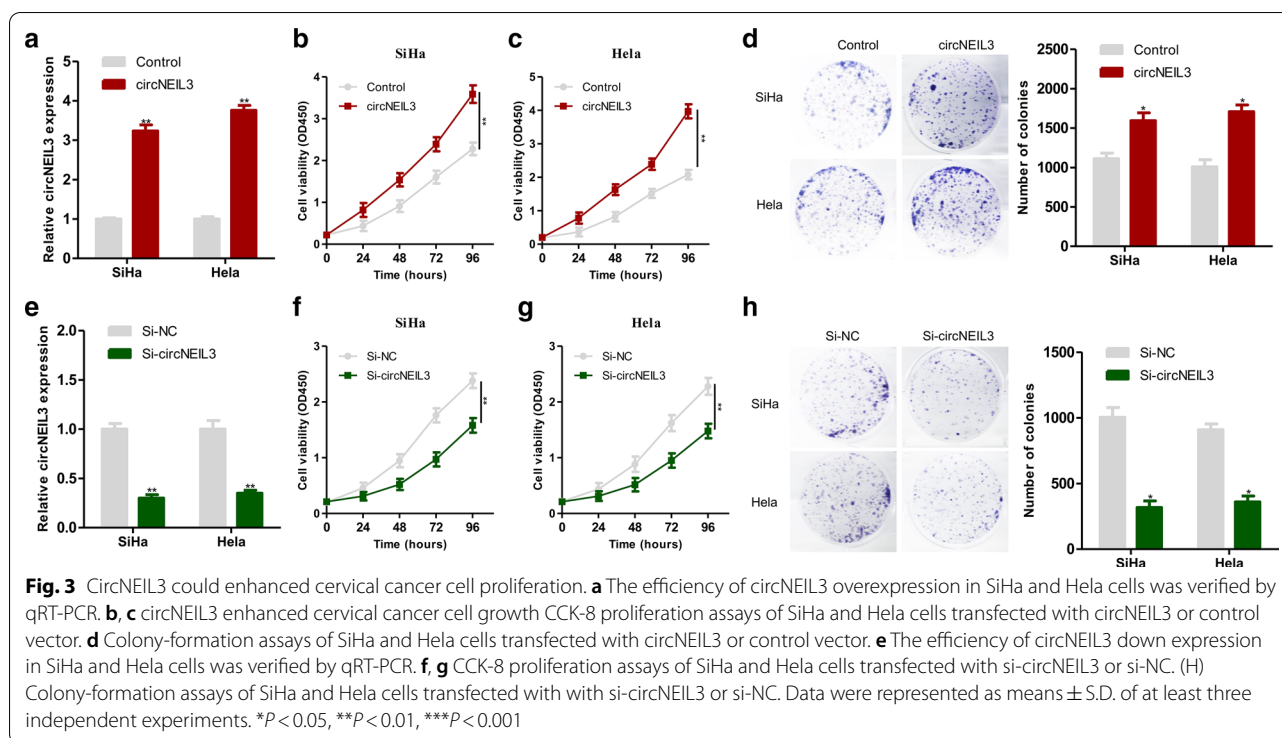 a
Control
circNEIL3
Relative circNEIL3 expression
5
4
3
2
1
0
**
**
SiHa
Hela
b
SiHa
Control
circNEIL3
Cell viability (OD450)
4
3
2
1
0
**
0 24 48 72 96
Time (hours)
c
Hela
Control
circNEIL3
Cell viability (OD450)
5
4
3
2
1
0
**
0 24 48 72 96
Time (hours)
d
Control circNEIL3
SiHa
Hela
Control
circNEIL3
Number of colonies
2500
2000
1500
1000
500
0
*
*
SiHa Hela
e
Si-NC
Si-circNEIL3
Relative circNEIL3 expression
2.0
1.5
1.0
0.5
0.0
**
**
SiHa Hela
f
SiHa
Si-NC
Si-circNEIL3
Cell viability (OD450)
3
2
1
0
**
0 24 48 72 96
Time (hours)
g
Hela
Si-NC
Si-circNEIL3
Cell viability (OD450)
3
2
1
0
**
0 24 48 72 96
Time (hours)
h
Si-NC Si-circNEIL3
SiHa
Hela
Si-NC
Si-circNEIL3
Number of colonies
1500
1000
500
0
*
*
SiHa Hela
Fig. 3 CircNEIL3 could enhanced cervical cancer cell proliferation. a The efficiency of circNEIL3 overexpression in SiHa and Hela cells was verified by
qRT-PCR. b, c circNEIL3 enhanced cervical cancer cell growth CCK-8 proliferation assays of SiHa and Hela cells transfected with circNEIL3 or control
vector. d Colony-formation assays of SiHa and Hela cells transfected with circNEIL3 or control vector. e The efficiency of circNEIL3 down expression
in SiHa and Hela cells was verified by qRT-PCR. f, g CCK-8 proliferation assays of SiHa and Hela cells transfected with si-circNEIL3 or si-NC. (H)
Colony-formation assays of SiHa and Hela cells transfected with with si-circNEIL3 or si-NC. Data were represented as means ± S.D. of at least three
independent experiments. *P < 0.05, **P < 0.01, ***P < 0.001